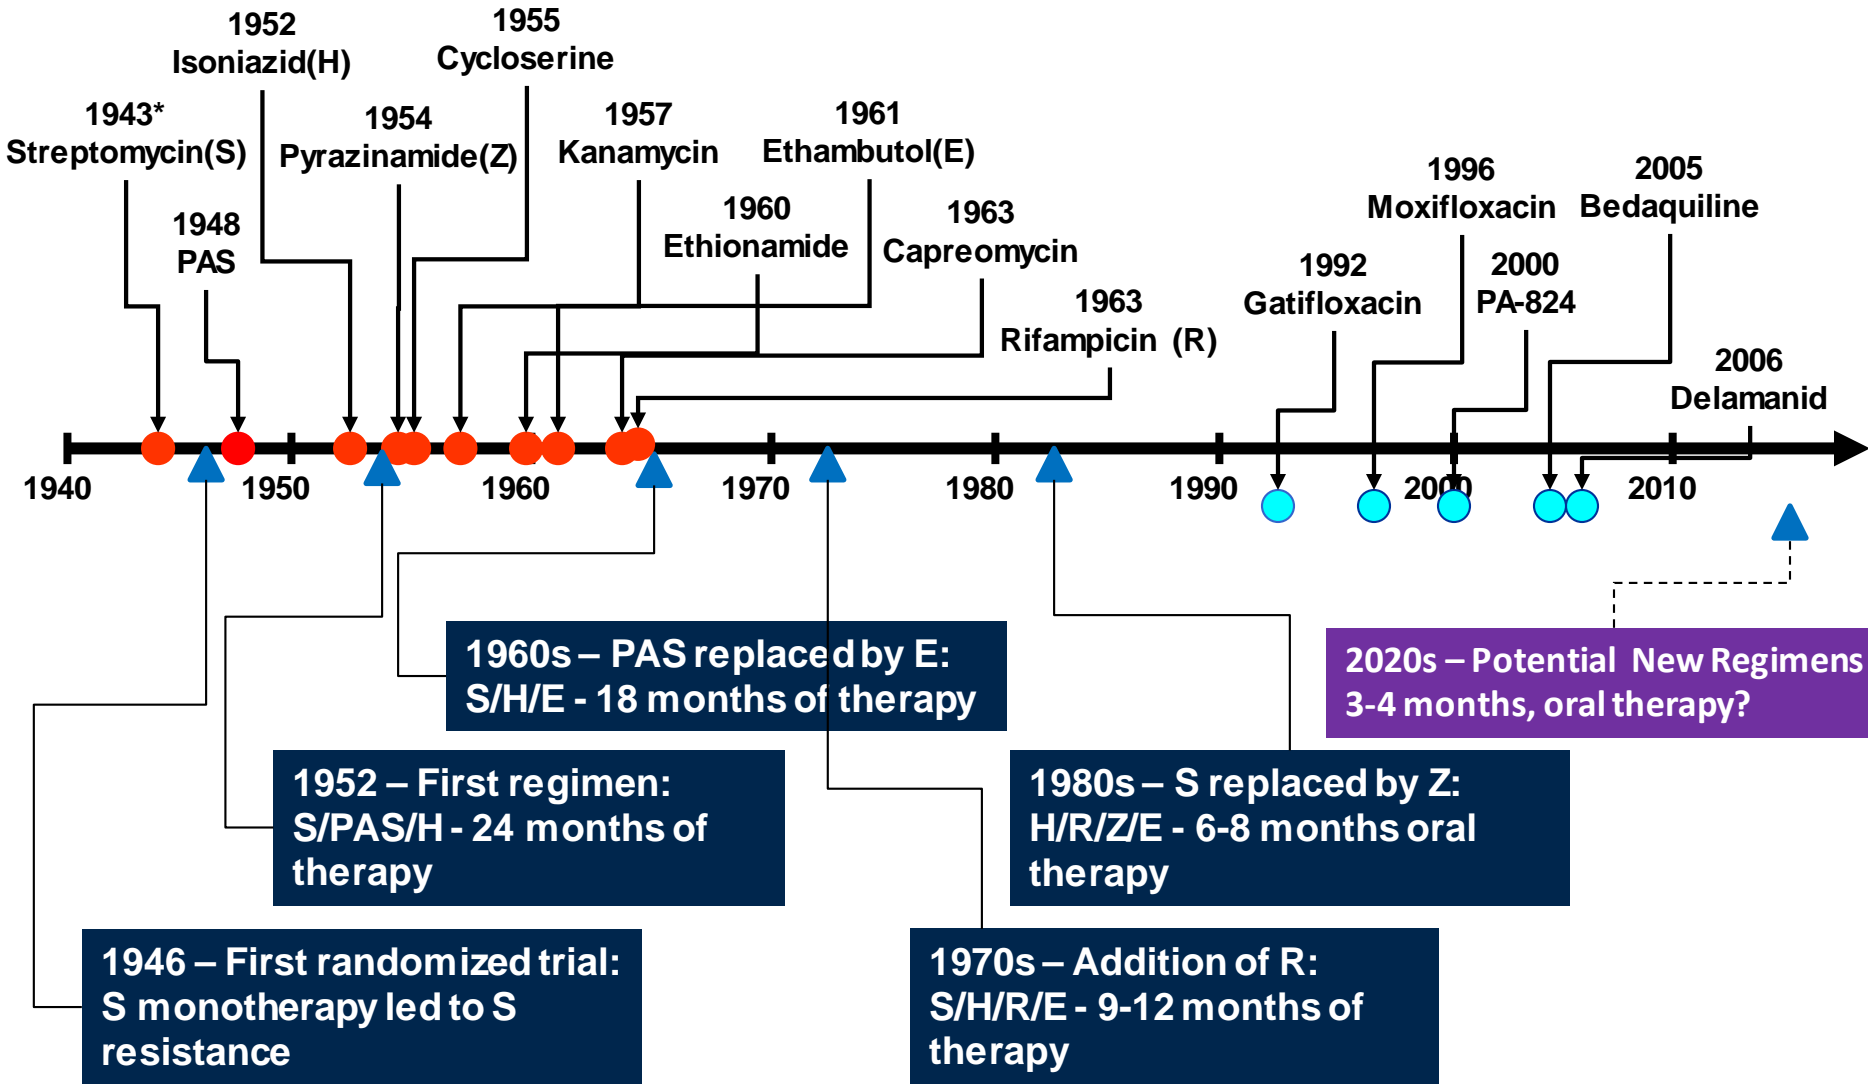 1943*
Streptomycin(S)
1948
PAS
1952
Isoniazid(H)
1954
Pyrazinamide(Z)
1955
Cycloserine
1957
Kanamycin
1960
Ethionamide
1961
Ethambutol(E)
1963
Capreomycin
1963
Rifampicin (R)
1992
Gatifloxacin
1996
Moxifloxacin
2000
PA-824
2005
Bedaquiline
2006
Delamanid
1940
1950
1960
1970
1980
1990
2000
2010
1960s – PAS replaced by E:
S/H/E - 18 months of therapy
2020s – Potential New Regimens
3-4 months, oral therapy?
1952 – First regimen:
S/PAS/H - 24 months of
therapy
1980s – S replaced by Z:
H/R/Z/E - 6-8 months oral
therapy
1946 – First randomized trial:
S monotherapy led to S
resistance
1970s – Addition of R:
S/H/R/E - 9-12 months of
therapy